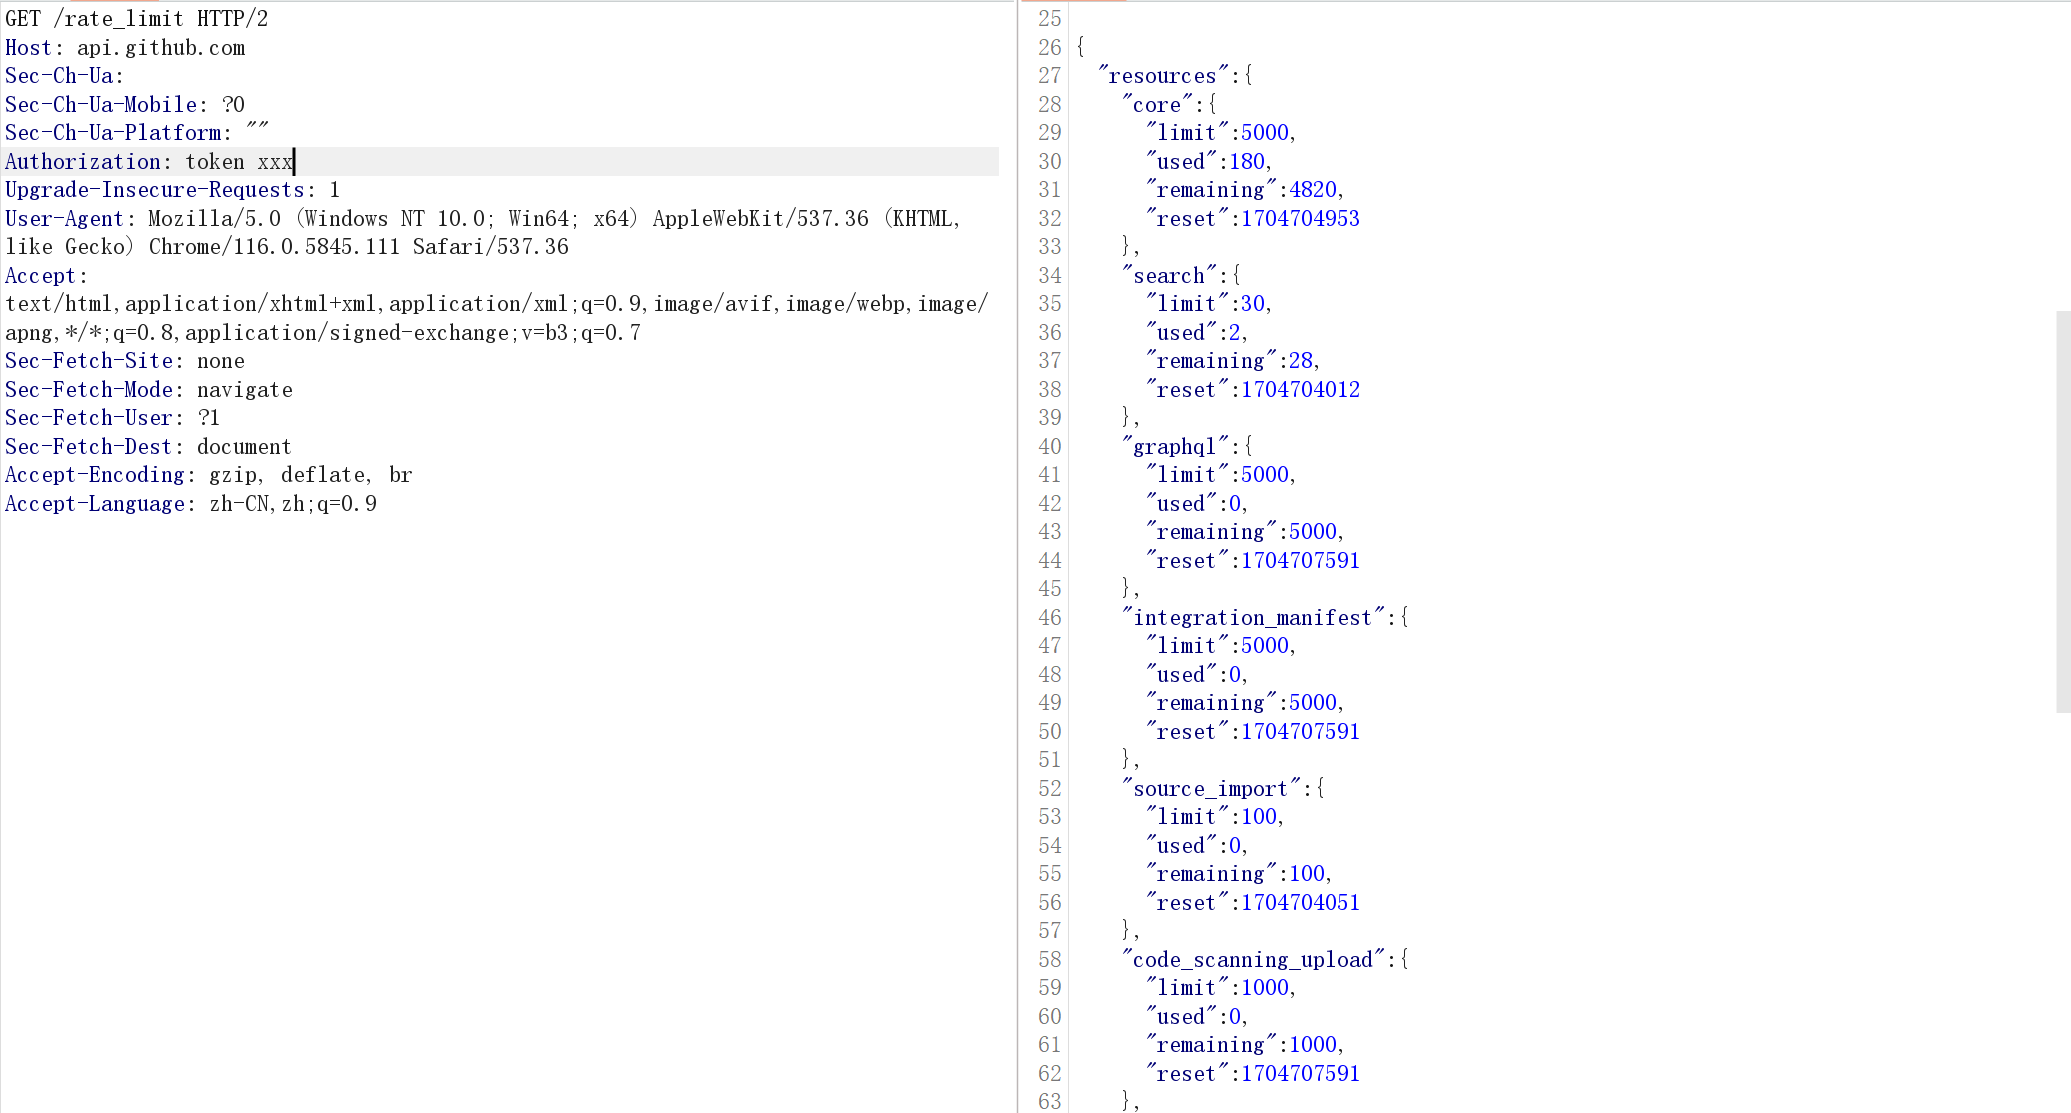 GET /rate_limit HTTP/2
Host: api.github.com
Sec-Ch-Ua:
Sec-Ch-Ua-Mobile: ?0
Sec-Ch-Ua-Platform: ""
Authorization: token xxx
Upgrade-Insecure-Requests: 1
User-Agent: Mozilla/5.0 (Windows NT 10.0; Win64; x64) AppleWebKit/537.36 (KHTML,
like Gecko) Chrome/116.0.5845.111 Safari/537.36
Accept:
text/html,application/xhtml+xml,application/xml;q=0.9,image/avif,image/webp,image/
apng,*/*;q=0.8,application/signed-exchange;v=b3;q=0.7
Sec-Fetch-Site: none
Sec-Fetch-Mode: navigate
Sec-Fetch-User: ?1
Sec-Fetch-Dest: document
Accept-Encoding: gzip, deflate, br
Accept-Language: zh-CN,zh;q=0.9
25
26 {
27 "resources":{
28 "core":{
29 "limit":5000,
30 "used":180,
31 "remaining":4820,
32 "reset":1704704953
33 },
34 "search":{
35 "limit":30,
36 "used":2,
37 "remaining":28,
38 "reset":1704704012
39 },
40 "graphql":{
41 "limit":5000,
42 "used":0,
43 "remaining":5000,
44 "reset":1704707591
45 },
46 "integration_manifest":{
47 "limit":5000,
48 "used":0,
49 "remaining":5000,
50 "reset":1704707591
51 },
52 "source_import":{
53 "limit":100,
54 "used":0,
55 "remaining":100,
56 "reset":1704704051
57 },
58 "code_scanning_upload":{
59 "limit":1000,
60 "used":0,
61 "remaining":1000,
62 "reset":1704707591
63 },